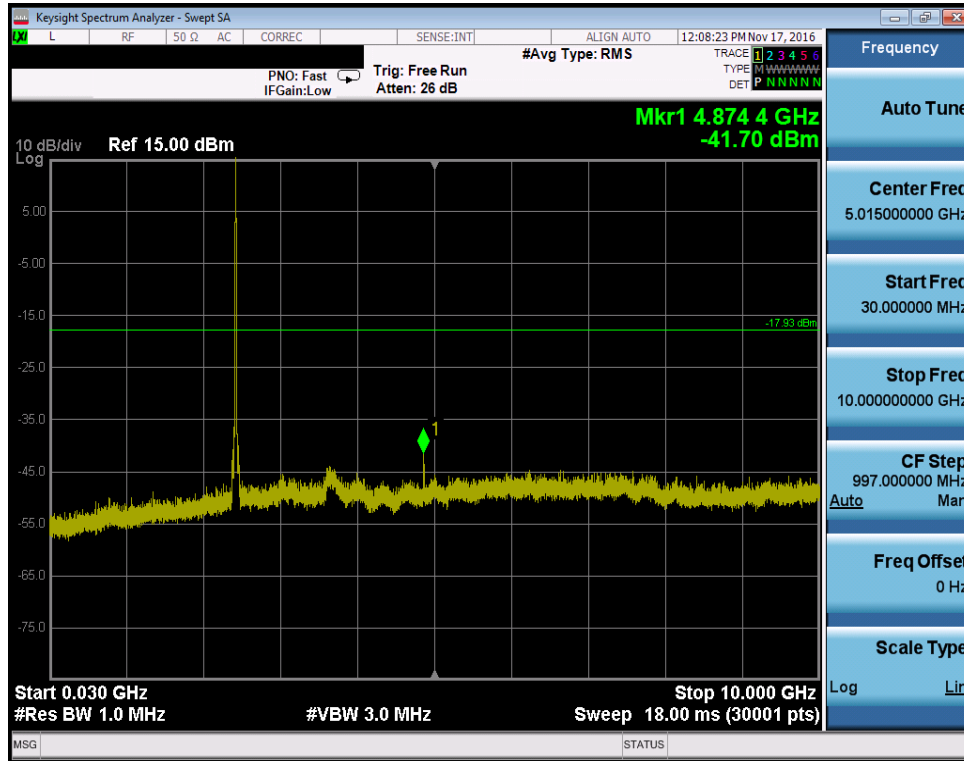 Keysight Spectrum Analyzer - Swept SA
LXI L RF 50 Ω AC CORREC SENSE:INT ALIGN AUTO 12:08:23 PM Nov 17, 2016
#Avg Type: RMS
TRACE 1 2 3 4 5 6
TYPE M WWWWW
DET P N N N N N
PNO: Fast
IFGain:Low
Trig: Free Run
Atten: 26 dB
Mkr1 4.874 4 GHz
-41.70 dBm
10 dB/div
Log
Ref 15.00 dBm
5.00
-5.00
-15.0
-25.0
-35.0
-45.0
-55.0
-65.0
-75.0
-17.93 dBm
1
Start 0.030 GHz
Stop 10.000 GHz
#Res BW 1.0 MHz
#VBW 3.0 MHz
Sweep 18.00 ms (30001 pts)
MSG
STATUS
Frequency
Auto Tune
Center Freq
5.015000000 GHz
Start Freq
30.000000 MHz
Stop Freq
10.000000000 GHz
CF Step
997.000000 MHz
Auto Man
Freq Offset
0 Hz
Scale Type
Log Lin